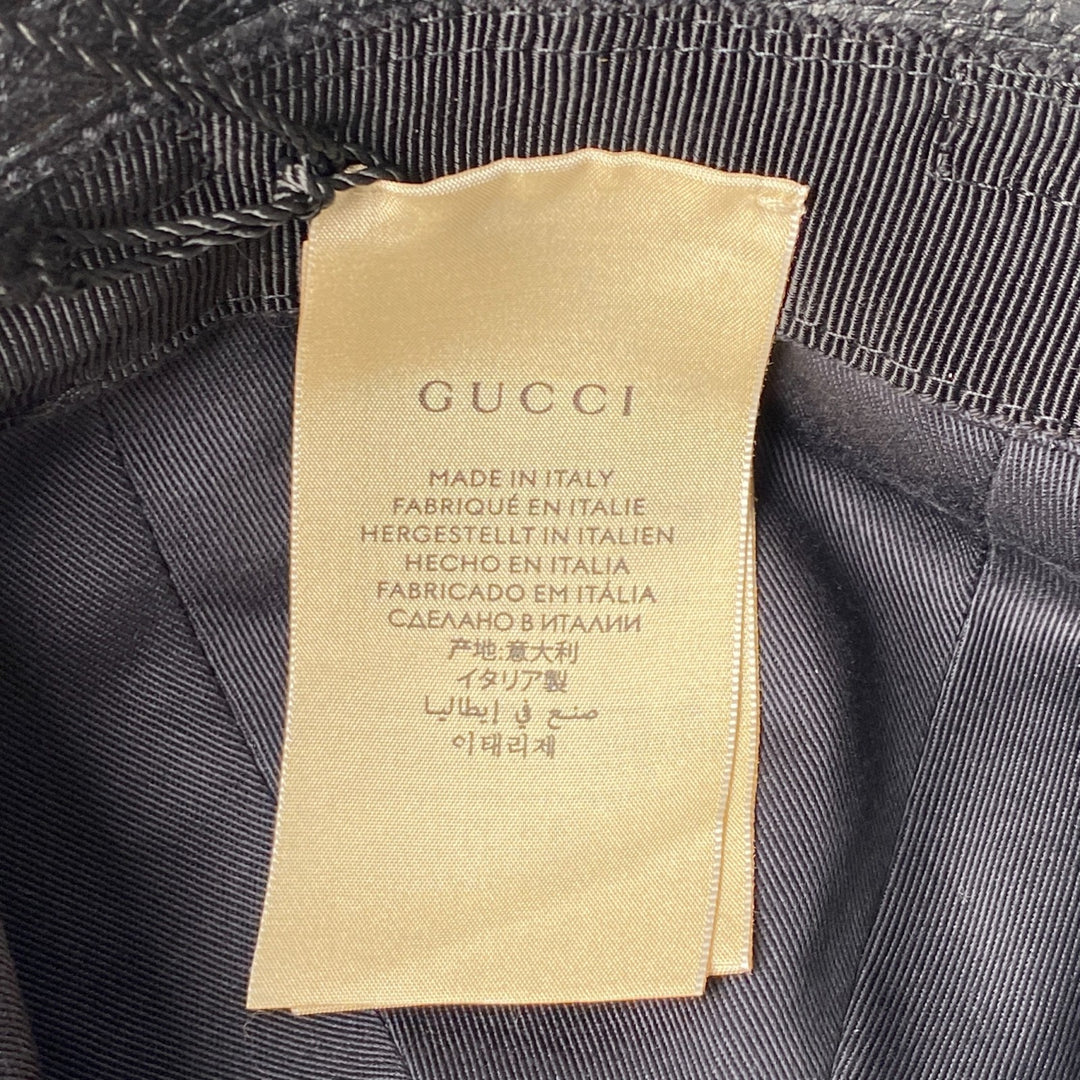 GUCCI
MADE IN ITALY
FABRIQUÉ EN ITALIE
HERGESTELLT IN ITALIEN
HECHO EN ITALIA
FABRICADO EM ITÁLIA
СДЕЛАНО В ИТАЛИИ
产地:意大利
イタリア製
صنع في إيطاليا
이태리제